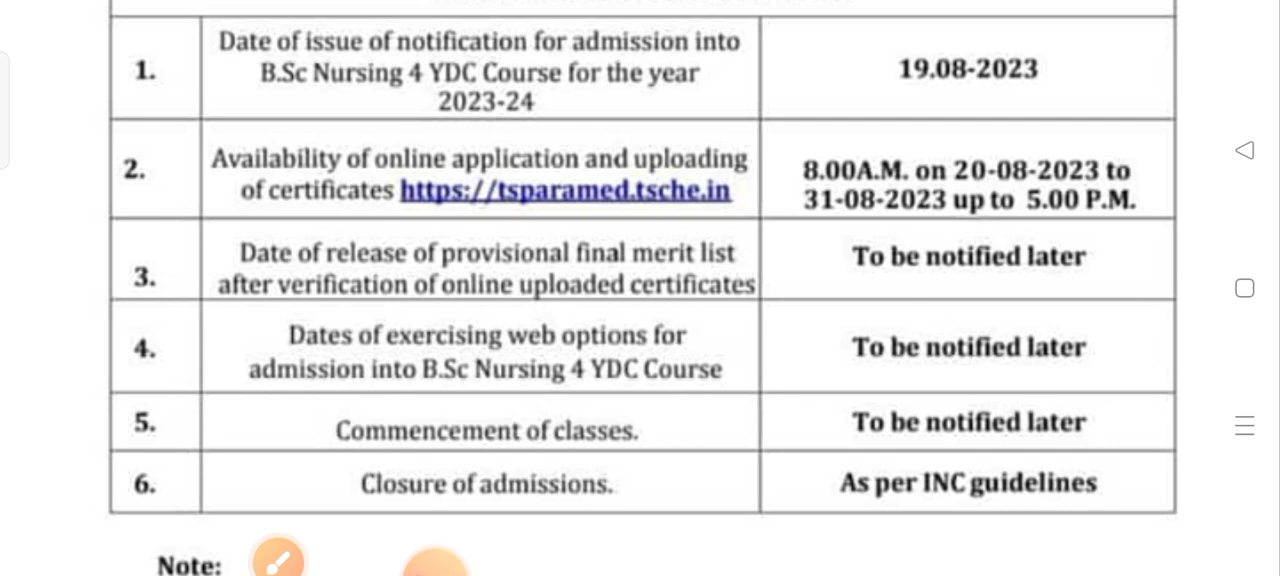 1.
Date of issue of notification for admission into
B.Sc Nursing 4 YDC Course for the year
2023-24
19.08-2023
2.
Availability of online application and uploading
of certificates https://tsparamed.tsche.in
8.00A.M. on 20-08-2023 to
31-08-2023 up to 5.00 P.M.
3.
Date of release of provisional final merit list
after verification of online uploaded certificates
To be notified later
4.
Dates of exercising web options for
admission into B.Sc Nursing 4 YDC Course
To be notified later
5.
Commencement of classes.
To be notified later
6.
Closure of admissions.
As per INC guidelines
Note: